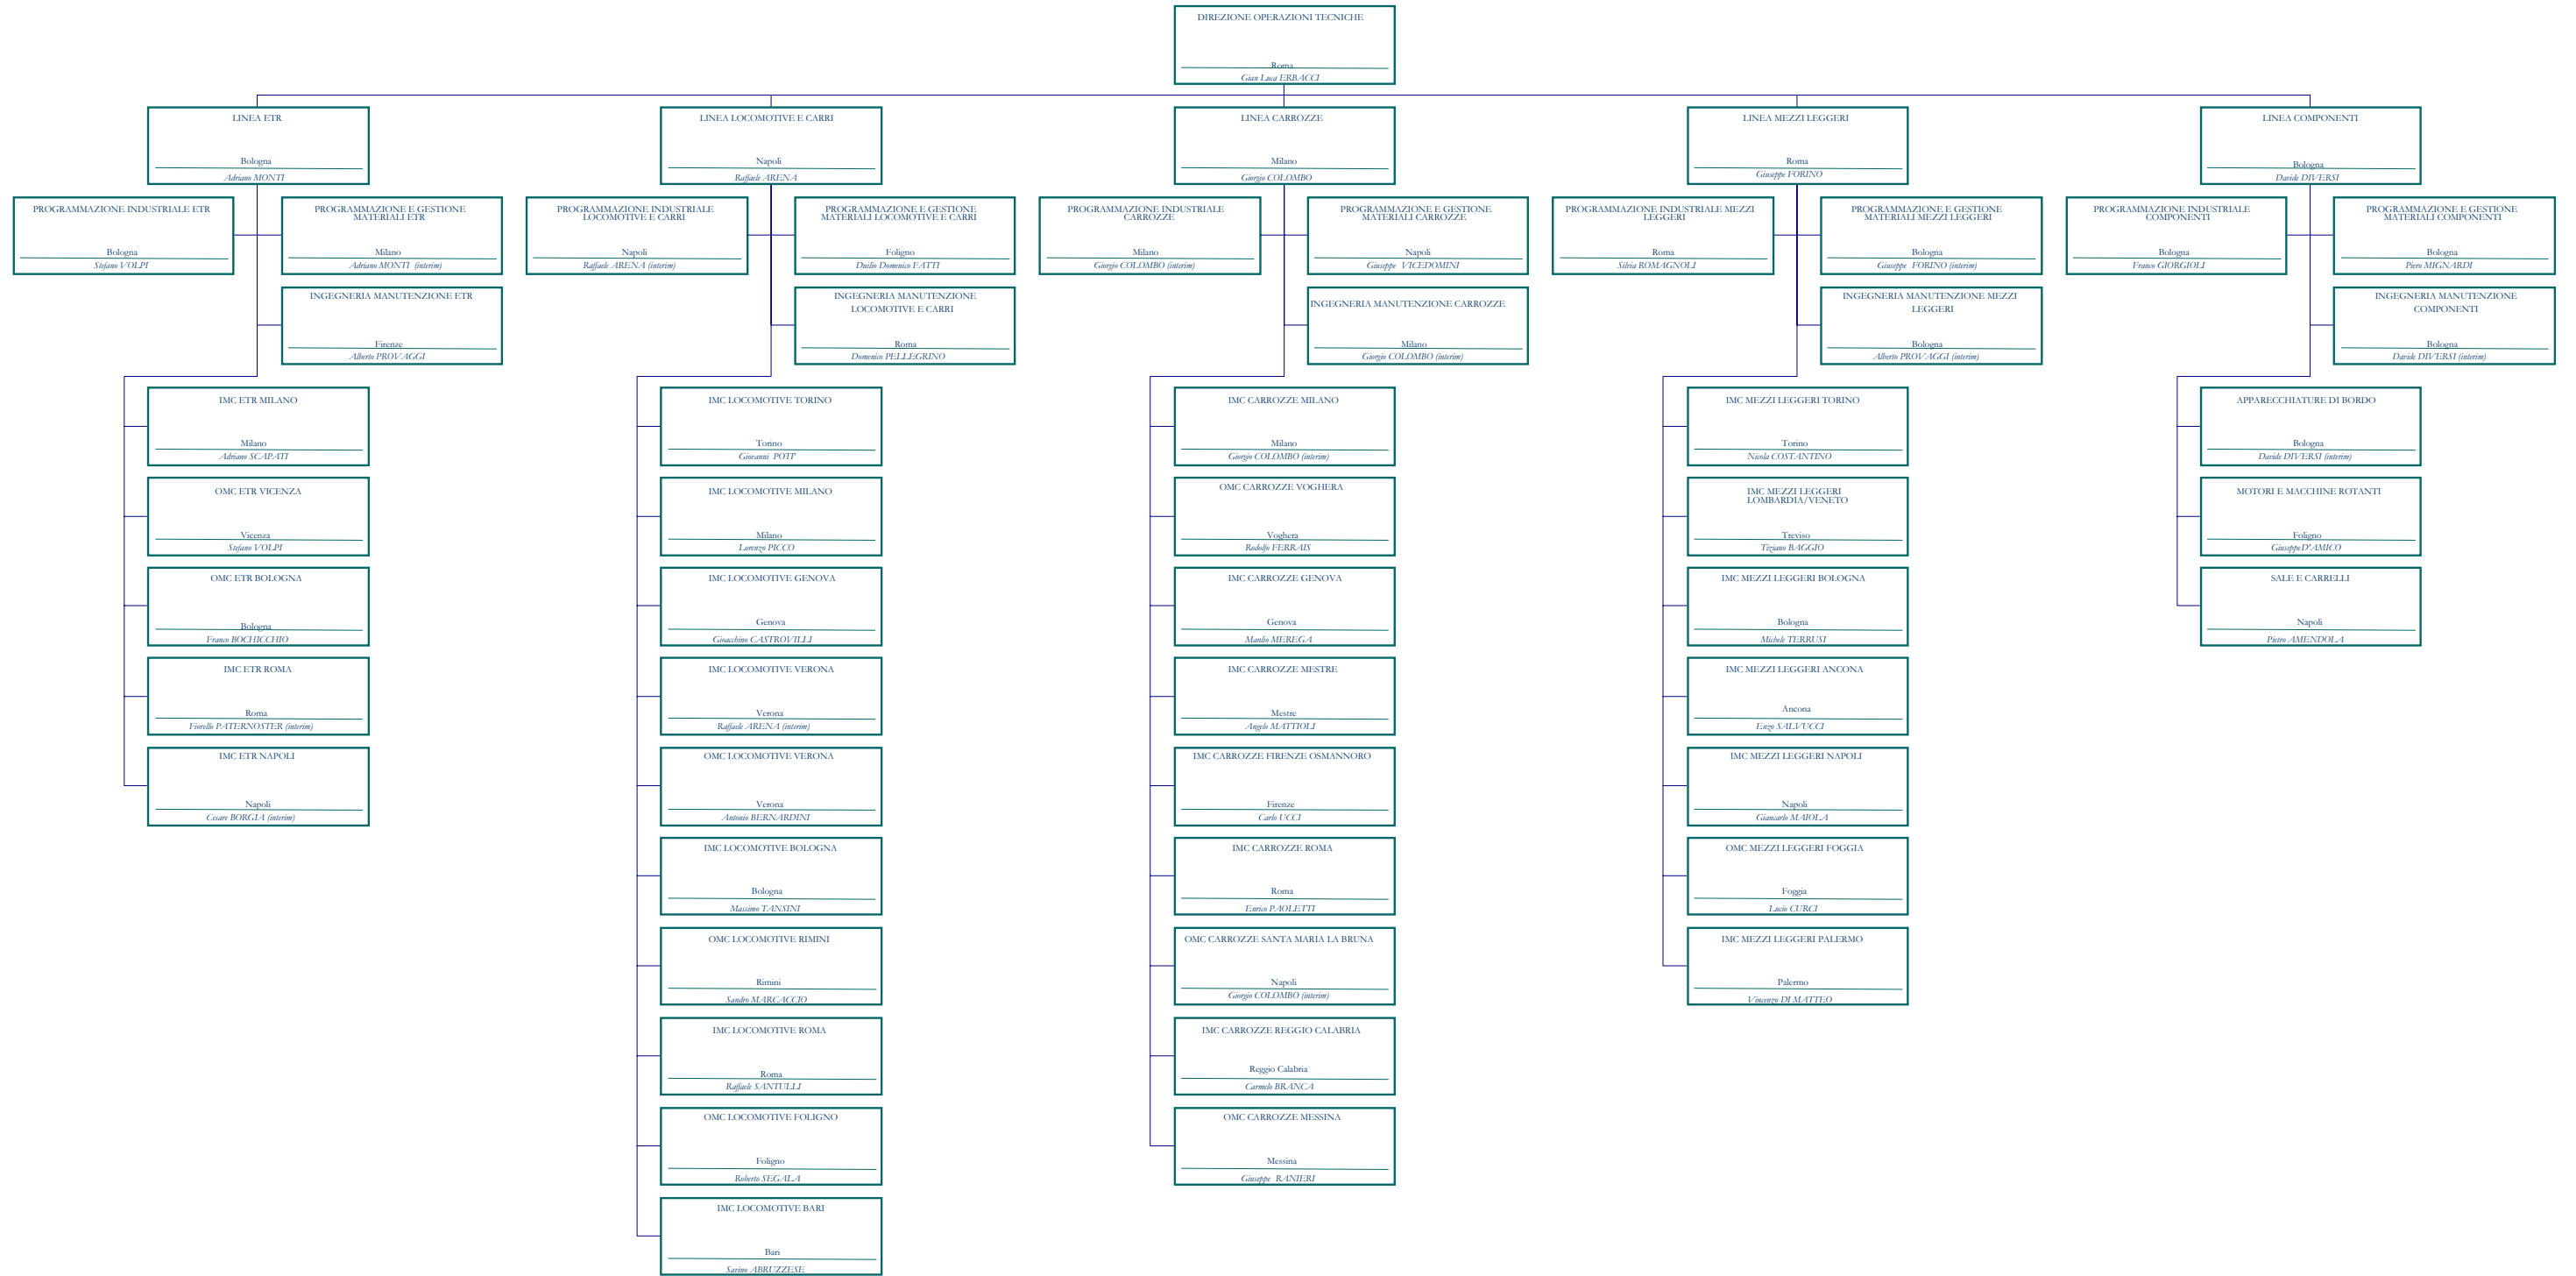 DIREZIONE OPERAZIONI TECNICHE
Roma
Gian Luca ERBACCI
LINEA ETR
Bologna
Adriano MONTI
LINEA LOCOMOTIVE E CARRI
Napoli
Raffaele ARENA
LINEA CARROZZE
Milano
Giorgio COLOMBO
LINEA MEZZI LEGGERI
Roma
Giuseppe FORINO
LINEA COMPONENTI
Bologna
Davide DIVERSI
PROGRAMMAZIONE INDUSTRIALE ETR
Bologna
Stefano VOLPI
PROGRAMMAZIONE E GESTIONE
MATERIALI ETR
Milano
Adriano MONTI (interim)
PROGRAMMAZIONE INDUSTRIALE
LOCOMOTIVE E CARRI
Napoli
Raffaele ARENA (interim)
PROGRAMMAZIONE E GESTIONE
MATERIALI LOCOMOTIVE E CARRI
Foligno
Duilio Domenico FATTI
PROGRAMMAZIONE INDUSTRIALE
CARROZZE
Milano
Giorgio COLOMBO (interim)
PROGRAMMAZIONE E GESTIONE
MATERIALI CARROZZE
Napoli
Giuseppe VICEDOMINI
PROGRAMMAZIONE INDUSTRIALE MEZZI
LEGGERI
Roma
Silvia ROMAGNOLI
PROGRAMMAZIONE E GESTIONE
MATERIALI MEZZI LEGGERI
Bologna
Giuseppe FORINO (interim)
PROGRAMMAZIONE INDUSTRIALE
COMPONENTI
Bologna
Franco GIORGIOLI
PROGRAMMAZIONE E GESTIONE
MATERIALI COMPONENTI
Bologna
Piero MIGNARDI
INGEGNERIA MANUTENZIONE ETR
Firenze
Alberto PROVAGGI
INGEGNERIA MANUTENZIONE
LOCOMOTIVE E CARRI
Roma
Domenico PELLEGRINO
INGEGNERIA MANUTENZIONE CARROZZE
Milano
Giorgio COLOMBO (interim)
INGEGNERIA MANUTENZIONE MEZZI
LEGGERI
Bologna
Alberto PROVAGGI (interim)
INGEGNERIA MANUTENZIONE
COMPONENTI
Bologna
Davide DIVERSI (interim)
IMC ETR MILANO
Milano
Adriano SCAPATI
OMC ETR VICENZA
Vicenza
Stefano VOLPI
OMC ETR BOLOGNA
Bologna
Franco BOCHICCHIO
IMC ETR ROMA
Roma
Fiorello PATERNOSTER (interim)
IMC ETR NAPOLI
Napoli
Cesare BORGIA (interim)
IMC LOCOMOTIVE TORINO
Torino
Giovanni POTI'
IMC LOCOMOTIVE MILANO
Milano
Lorenzo PICCO
IMC LOCOMOTIVE GENOVA
Genova
Gioacchino CASTROVILLI
IMC LOCOMOTIVE VERONA
Verona
Raffaele ARENA (interim)
OMC LOCOMOTIVE VERONA
Verona
Antonio BERNARDINI
IMC LOCOMOTIVE BOLOGNA
Bologna
Massimo TANSINI
OMC LOCOMOTIVE RIMINI
Rimini
Sandro MARCACCIO
IMC LOCOMOTIVE ROMA
Roma
Raffaele SANTULLI
OMC LOCOMOTIVE FOLIGNO
Foligno
Roberto SEGALA
IMC LOCOMOTIVE BARI
Bari
Savino ABRUZZESE
IMC CARROZZE MILANO
Milano
Giorgio COLOMBO (interim)
OMC CARROZZE VOGHERA
Voghera
Rodolfo FERRAIS
IMC CARROZZE GENOVA
Genova
Manlio MEREGA
IMC CARROZZE MESTRE
Mestre
Angelo MATTIOLI
IMC CARROZZE FIRENZE OSMANNORO
Firenze
Carlo UCCI
IMC CARROZZE ROMA
Roma
Enrico PAOLETTI
OMC CARROZZE SANTA MARIA LA BRUNA
Napoli
Giorgio COLOMBO (interim)
IMC CARROZZE REGGIO CALABRIA
Reggio Calabria
Carmelo BRANCA
OMC CARROZZE MESSINA
Messina
Giuseppe RANIERI
IMC MEZZI LEGGERI TORINO
Torino
Nicola COSTANTINO
IMC MEZZI LEGGERI
LOMBARDIA/VENETO
Treviso
Tiziano BAGGIO
IMC MEZZI LEGGERI BOLOGNA
Bologna
Michele TERRUSI
IMC MEZZI LEGGERI ANCONA
Ancona
Enzo SALVUCCI
IMC MEZZI LEGGERI NAPOLI
Napoli
Giancarlo MAIOLA
OMC MEZZI LEGGERI FOGGIA
Foggia
Lucio CURCI
IMC MEZZI LEGGERI PALERMO
Palermo
Vincenzo DI MATTEO
APPARECCHIATURE DI BORDO
Bologna
Davide DIVERSI (interim)
MOTORI E MACCHINE ROTANTI
Foligno
Giuseppe D'AMICO
SALE E CARRELLI
Napoli
Pietro AMENDOLA